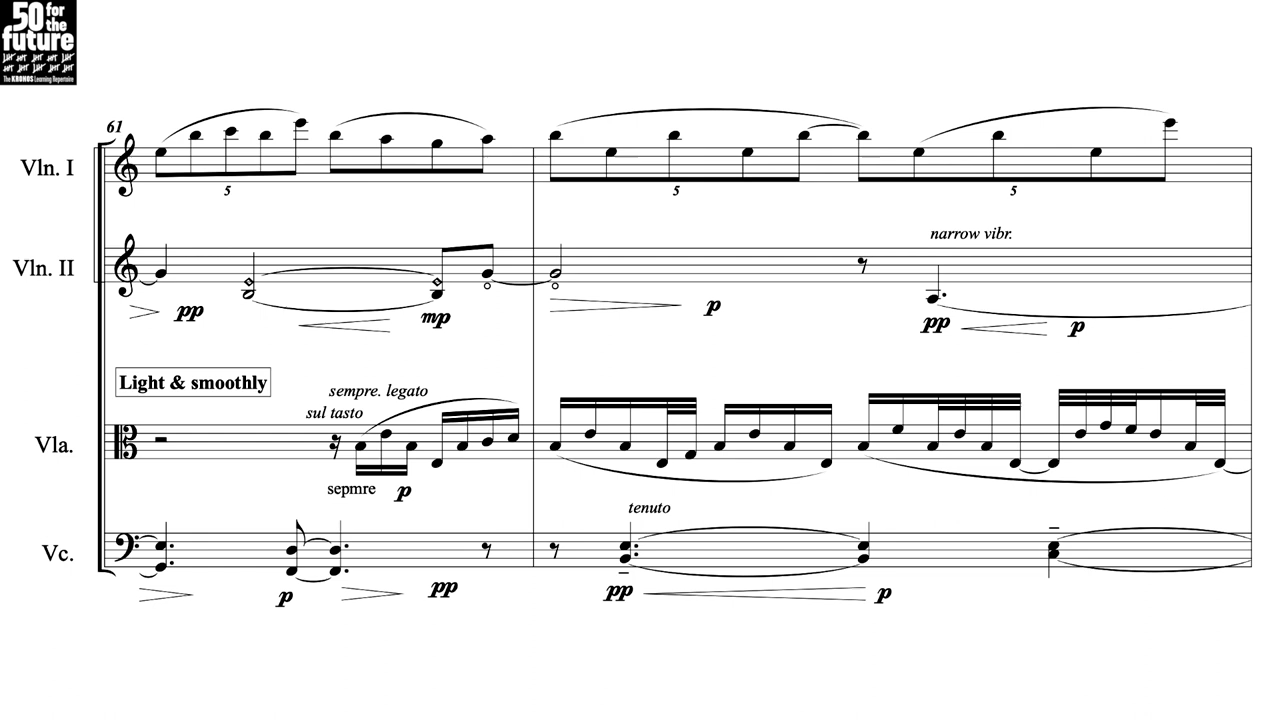 50 for the future
The KRONOS Learning Repertoire
61
Vln. I
5
5
5
Vln. II
narrow vibr.
pp
mp
p
pp
p
Light & smoothly
sempre. legato
sul tasto
Vla.
sepmre p
tenuto
Vc.
p
pp
pp
p